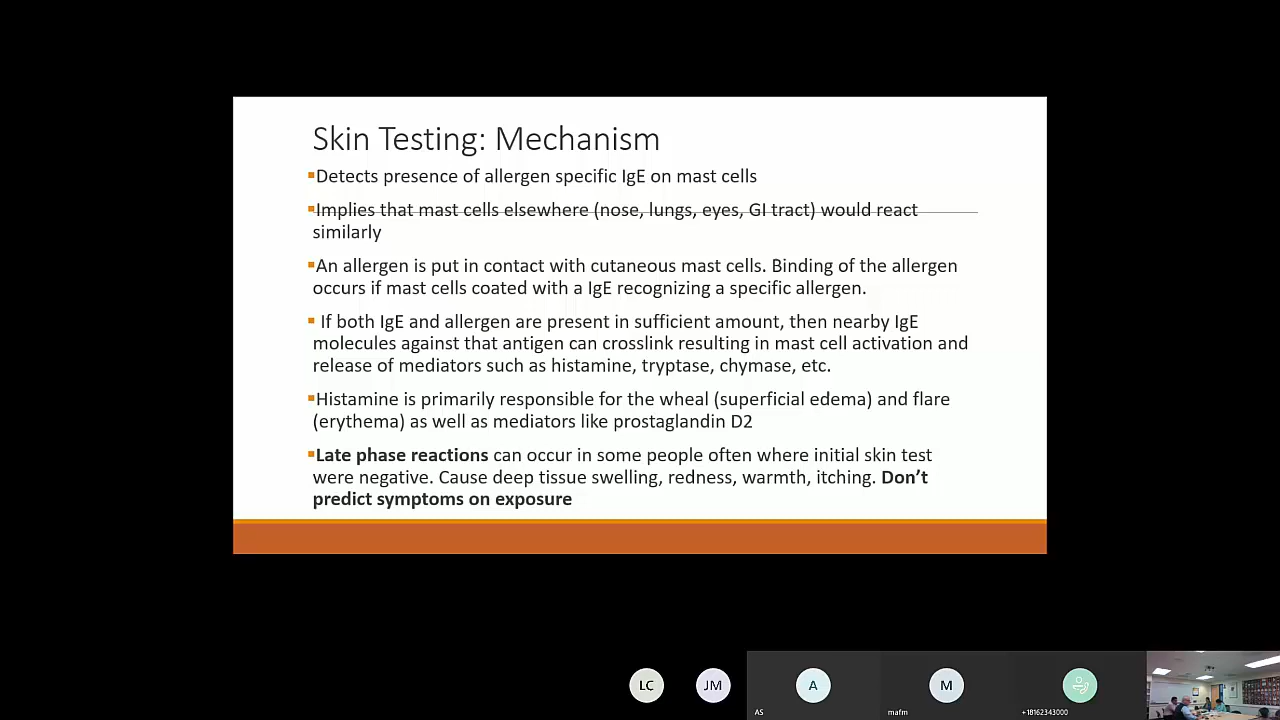 Skin Testing: Mechanism
▪Detects presence of allergen specific IgE on mast cells
▪Implies that mast cells elsewhere (nose, lungs, eyes, GI tract) would react
similarly
▪An allergen is put in contact with cutaneous mast cells. Binding of the allergen
occurs if mast cells coated with a IgE recognizing a specific allergen.
▪ If both IgE and allergen are present in sufficient amount, then nearby IgE
molecules against that antigen can crosslink resulting in mast cell activation and
release of mediators such as histamine, tryptase, chymase, etc.
▪Histamine is primarily responsible for the wheal (superficial edema) and flare
(erythema) as well as mediators like prostaglandin D2
▪Late phase reactions can occur in some people often where initial skin test
were negative. Cause deep tissue swelling, redness, warmth, itching. Don't
predict symptoms on exposure
LC
JM
A
M
AS
mafm
+18162343000